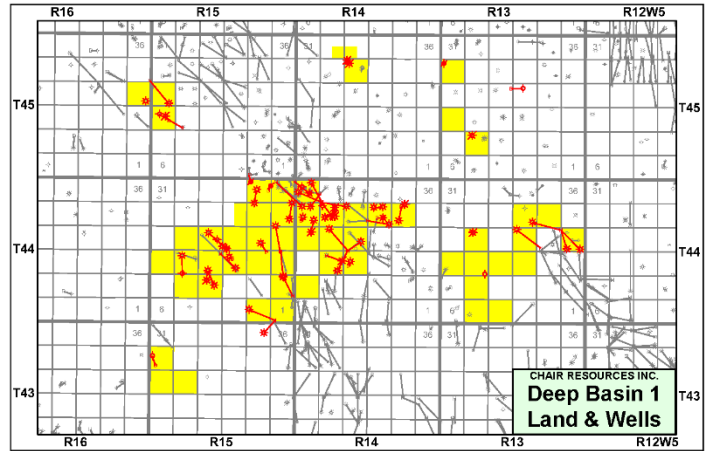 R16 R15 R14 R13 R12W5
36 31 36 31 36 31 36 31
T45 T45
1 6 1 6 1 6 1 6
36 31 36 31 36 31
T44 T44
1 6 1 6 1 6
36 31 36 31 36 31
CHAIR RESOURCES INC.
T43 Deep Basin 1 T43
Land & Wells
R16 R15 R14 R13 R12W5